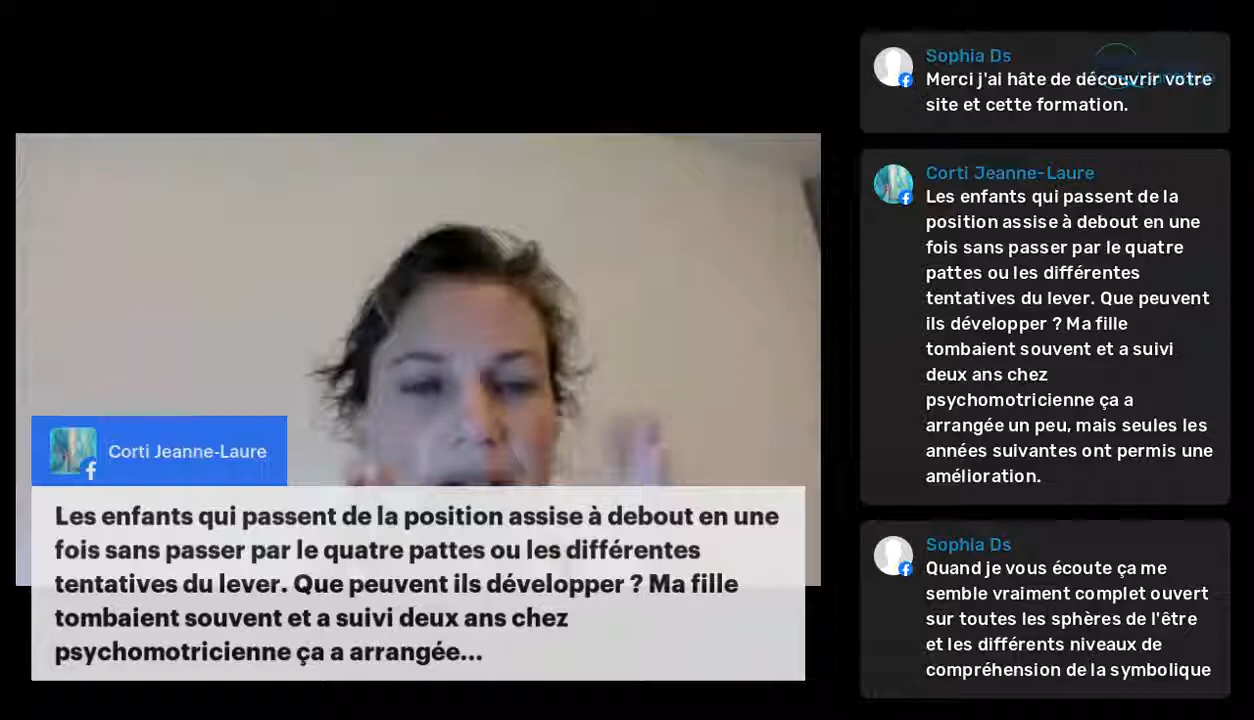 Corti Jeanne-Laure
Les enfants qui passent de la position assise à debout en une
fois sans passer par le quatre pattes ou les différentes
tentatives du lever. Que peuvent ils développer ? Ma fille
tombaient souvent et a suivi deux ans chez
psychomotricienne ça a arrangée...
Sophia Ds
Merci j'ai hâte de découvrir votre
site et cette formation.
Corti Jeanne-Laure
Les enfants qui passent de la
position assise à debout en une
fois sans passer par le quatre
pattes ou les différentes
tentatives du lever. Que peuvent
ils développer ? Ma fille
tombaient souvent et a suivi
deux ans chez
psychomotricienne ça a
arrangée un peu, mais seules les
années suivantes ont permis une
amélioration.
Sophia Ds
Quand je vous écoute ça me
semble vraiment complet ouvert
sur toutes les sphères de l'être
et les différents niveaux de
compréhension de la symbolique